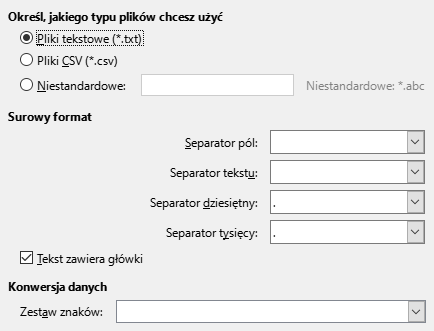 Określ, jakiego typu plików chcesz użyć
Pliki tekstowe (*.txt)
Pliki CSV (*.csv)
Niestandardowe: Niestandardowe: *.abc
Surowy format
Separator pól:
Separator tekstu:
Separator dziesiętny: .
Separator tysięcy: .
Tekst zawiera główki
Konwersja danych
Zestaw znaków: